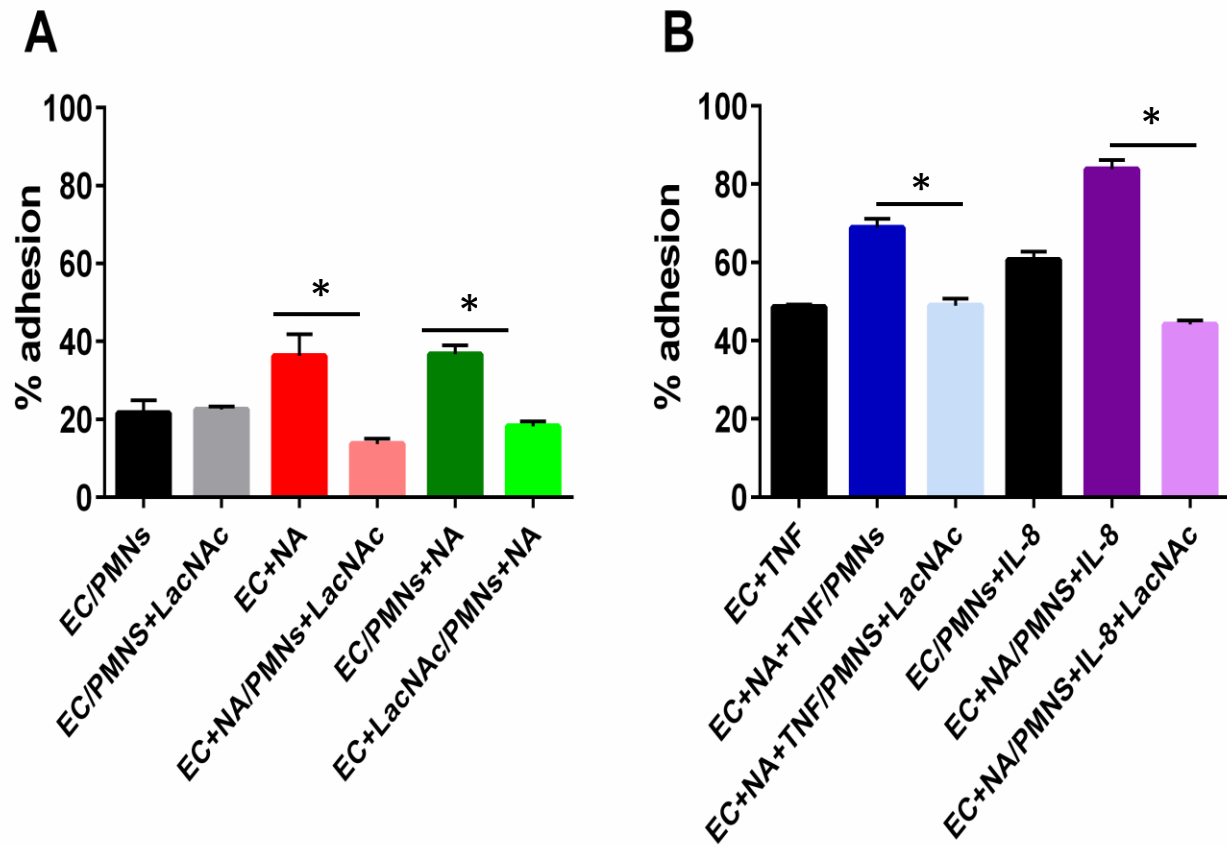 A
% adhesion
100
80
60
40
20
0
*
*
EC/PMNs
EC/PMNS+LacNAc
EC+NA
EC+NA/PMNs+LacNAc
EC/PMNs+NA
EC+LacNAc/PMNs+NA
B
% adhesion
100
80
60
40
20
0
*
*
EC+TNF
EC+NA+TNF/PMNs
EC+NA+TNF/PMNS+LacNAc
EC/PMNs+IL-8
EC+NA/PMNS+IL-8
EC+NA/PMNS+IL-8+LacNAc